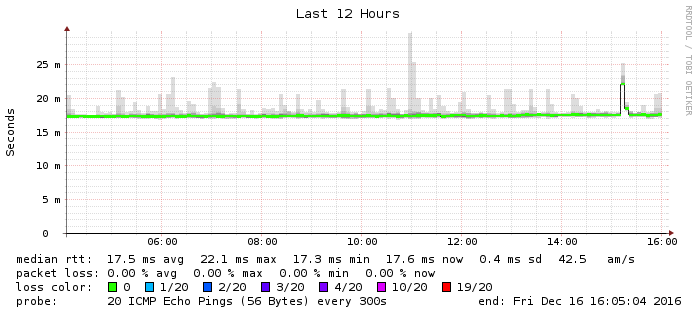 Last 12 Hours
RRDTOOL / TOBI OETIKER
Seconds
25 m
20 m
15 m
10 m
5 m
0
06:00 08:00 10:00 12:00 14:00 16:00
median rtt: 17.5 ms avg 22.1 ms max 17.3 ms min 17.6 ms now 0.4 ms sd 42.5 am/s
packet loss: 0.00 % avg 0.00 % max 0.00 % min 0.00 % now
loss color: 0 1/20 2/20 3/20 4/20 10/20 19/20
probe: 20 ICMP Echo Pings (56 Bytes) every 300s end: Fri Dec 16 16:05:04 2016